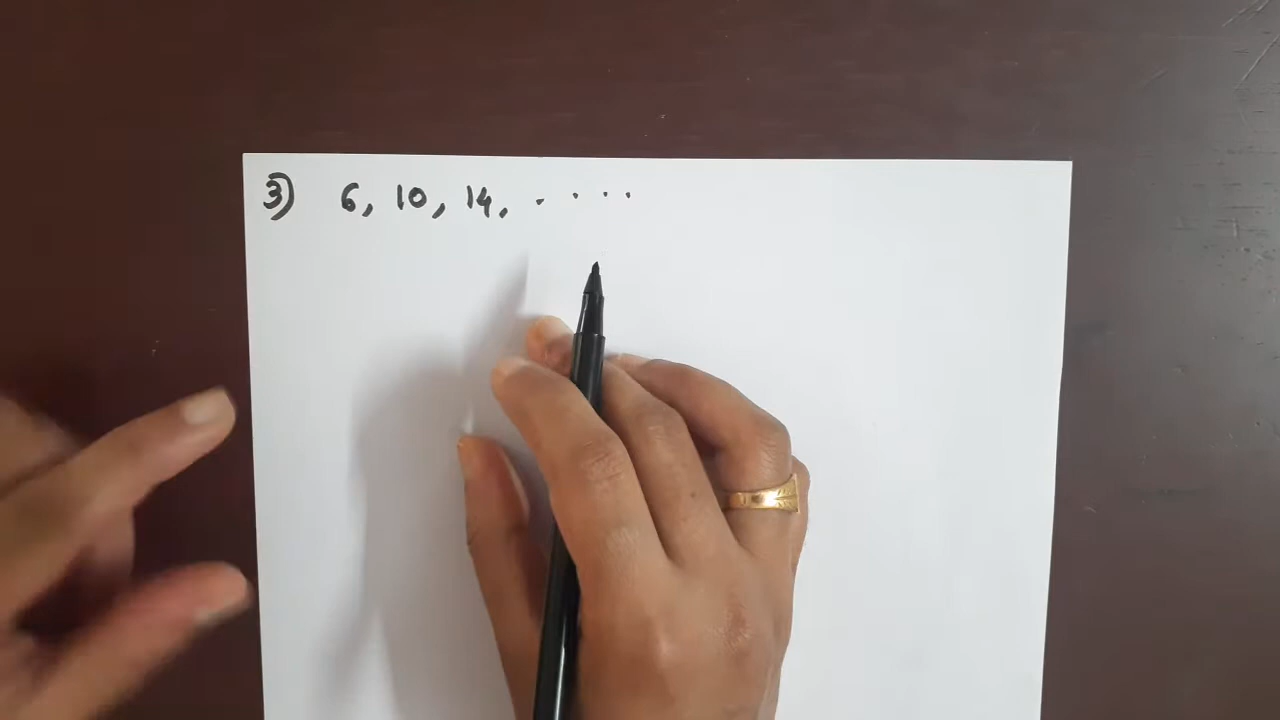 3) 6, 10, 14, . . . .